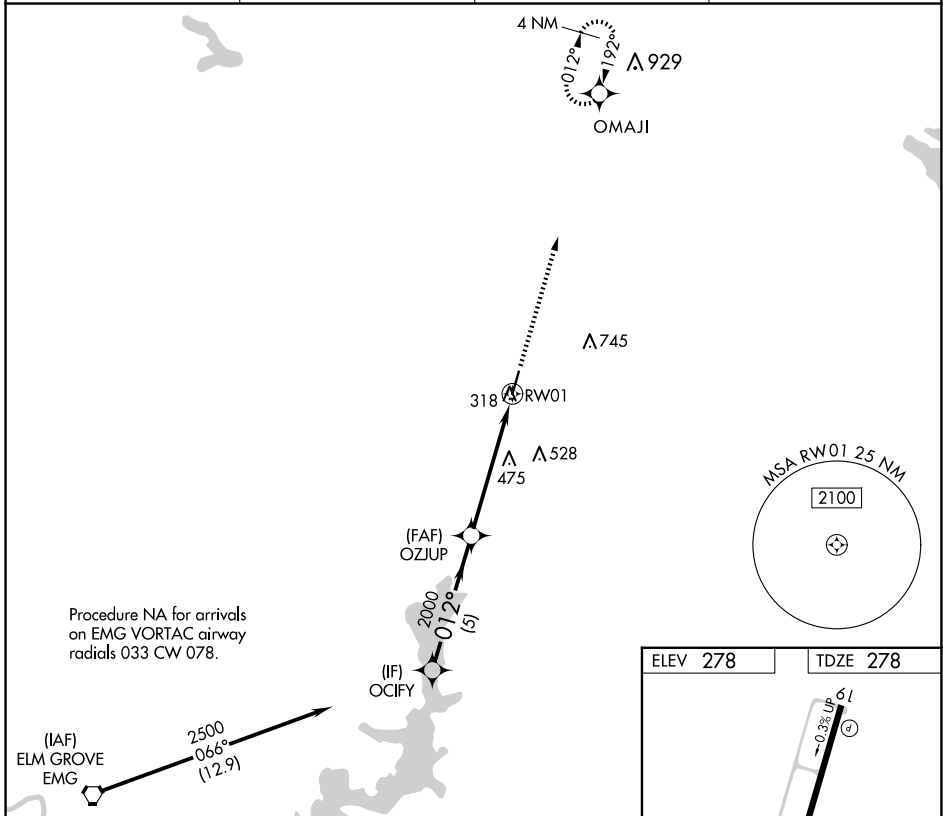 4 NM
012°
192°
929
OMAJI
745
318 RW01
528
475
(FAF)
OZJUP
MSA RW01 25 NM
2100
2000
012°
(5)
Procedure NA for arrivals
on EMG VORTAC airway
radials 033 CW 078.
(IF)
OCIFY
(IAF)
ELM GROVE
EMG
2500
066°
(12.9)
ELEV 278
TDZE 278
19
0.3% UP
P